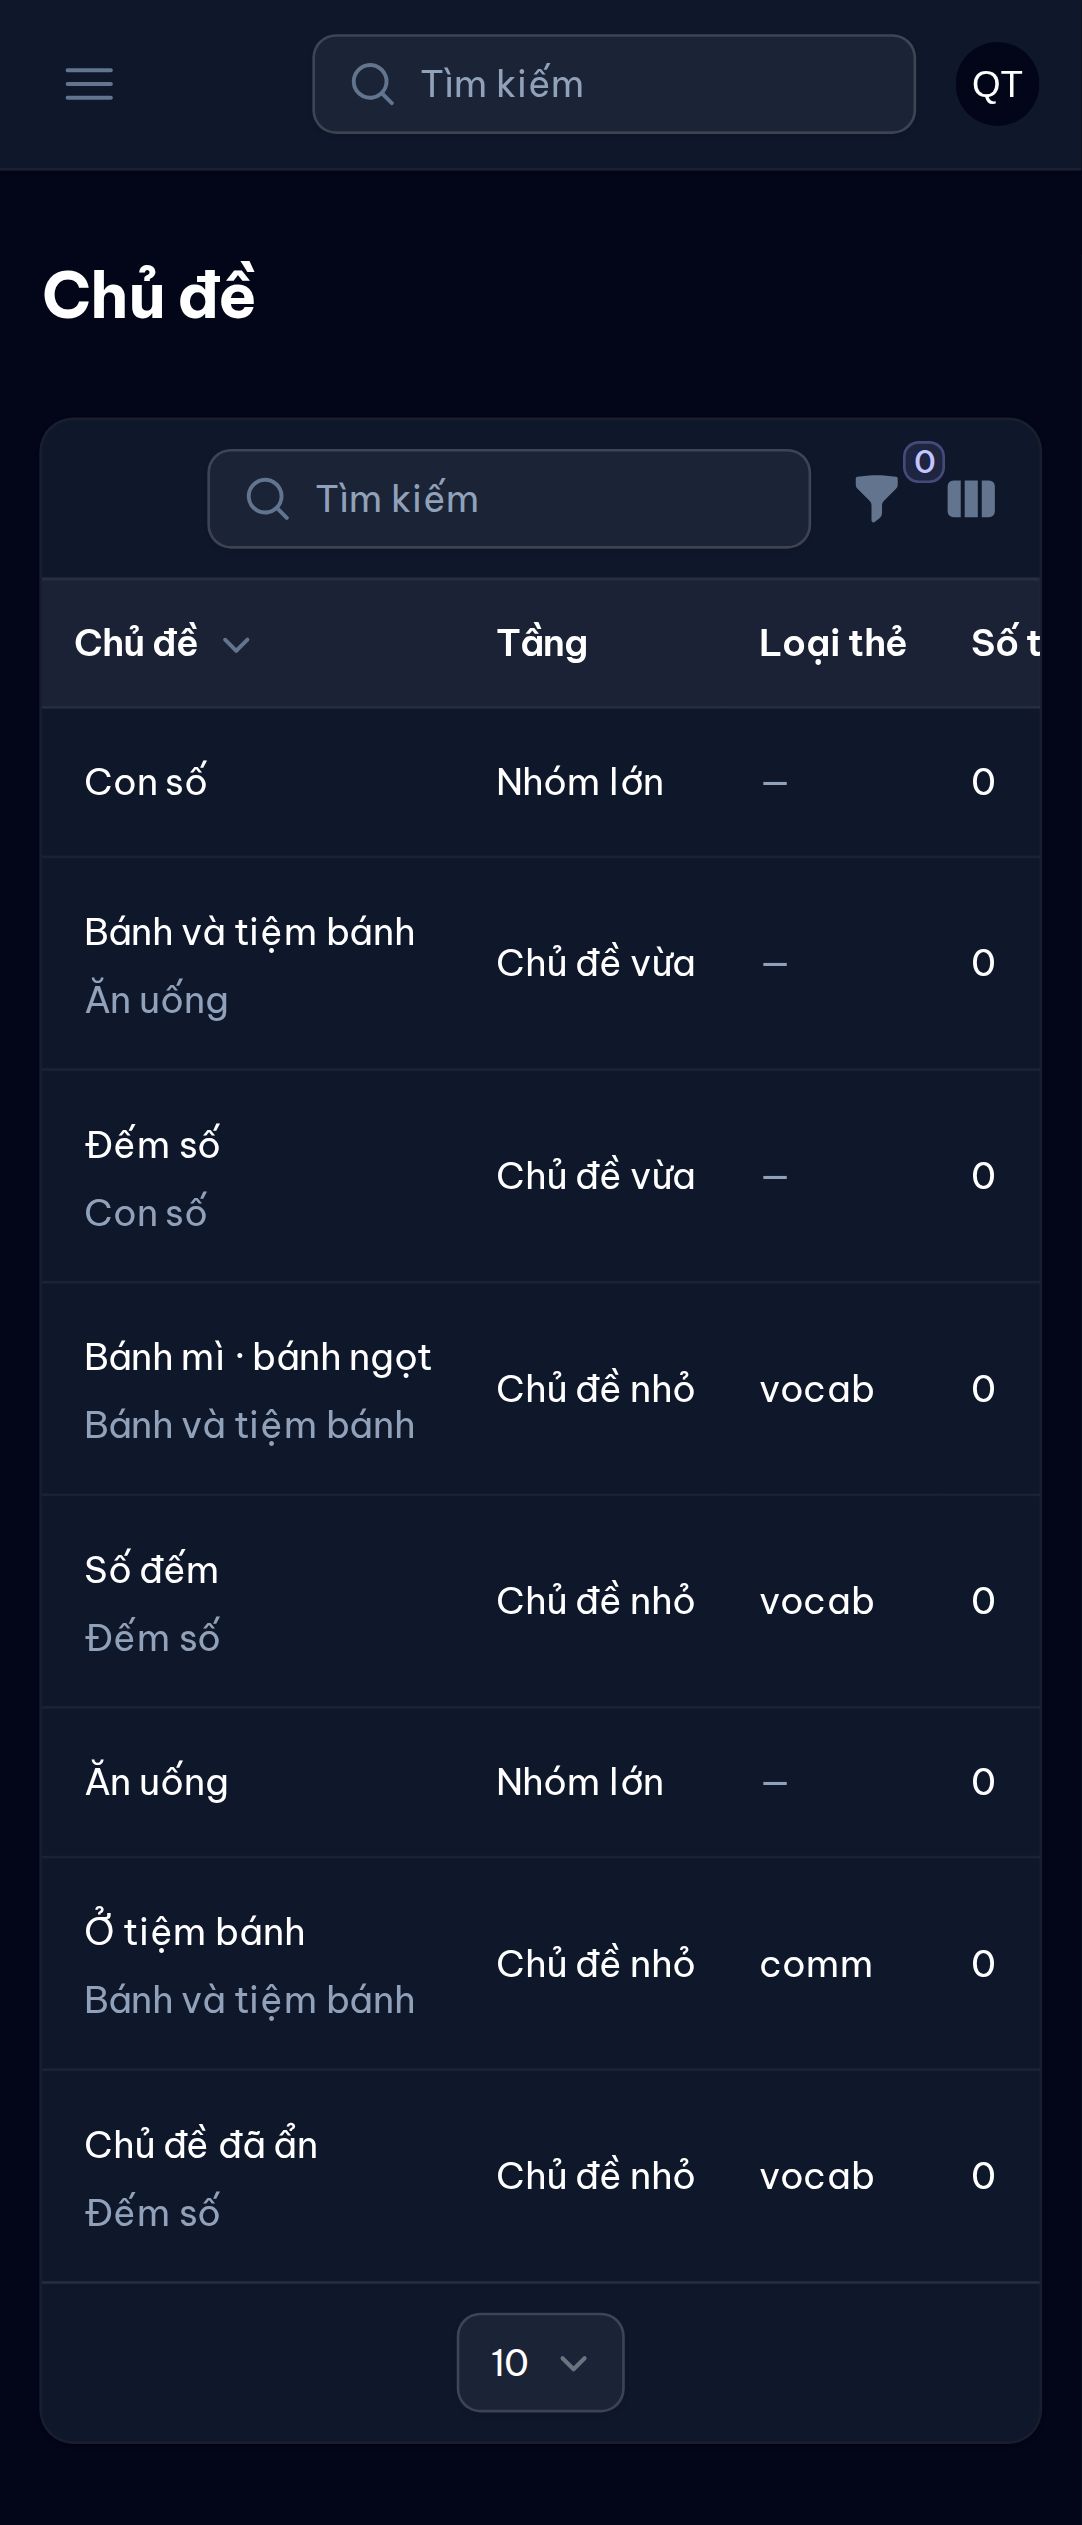 Tìm kiếm
QT
Chủ đề
Tìm kiếm
0
Chủ đề Tầng Loại thẻ Số t
Con số Nhóm lớn — 0
Bánh và tiệm bánh
Ăn uống
Chủ đề vừa — 0
Đếm số
Con số
Chủ đề vừa — 0
Bánh mì · bánh ngọt
Bánh và tiệm bánh
Chủ đề nhỏ vocab 0
Số đếm
Đếm số
Chủ đề nhỏ vocab 0
Ăn uống Nhóm lớn — 0
Ở tiệm bánh
Bánh và tiệm bánh
Chủ đề nhỏ comm 0
Chủ đề đã ẩn
Đếm số
Chủ đề nhỏ vocab 0
10